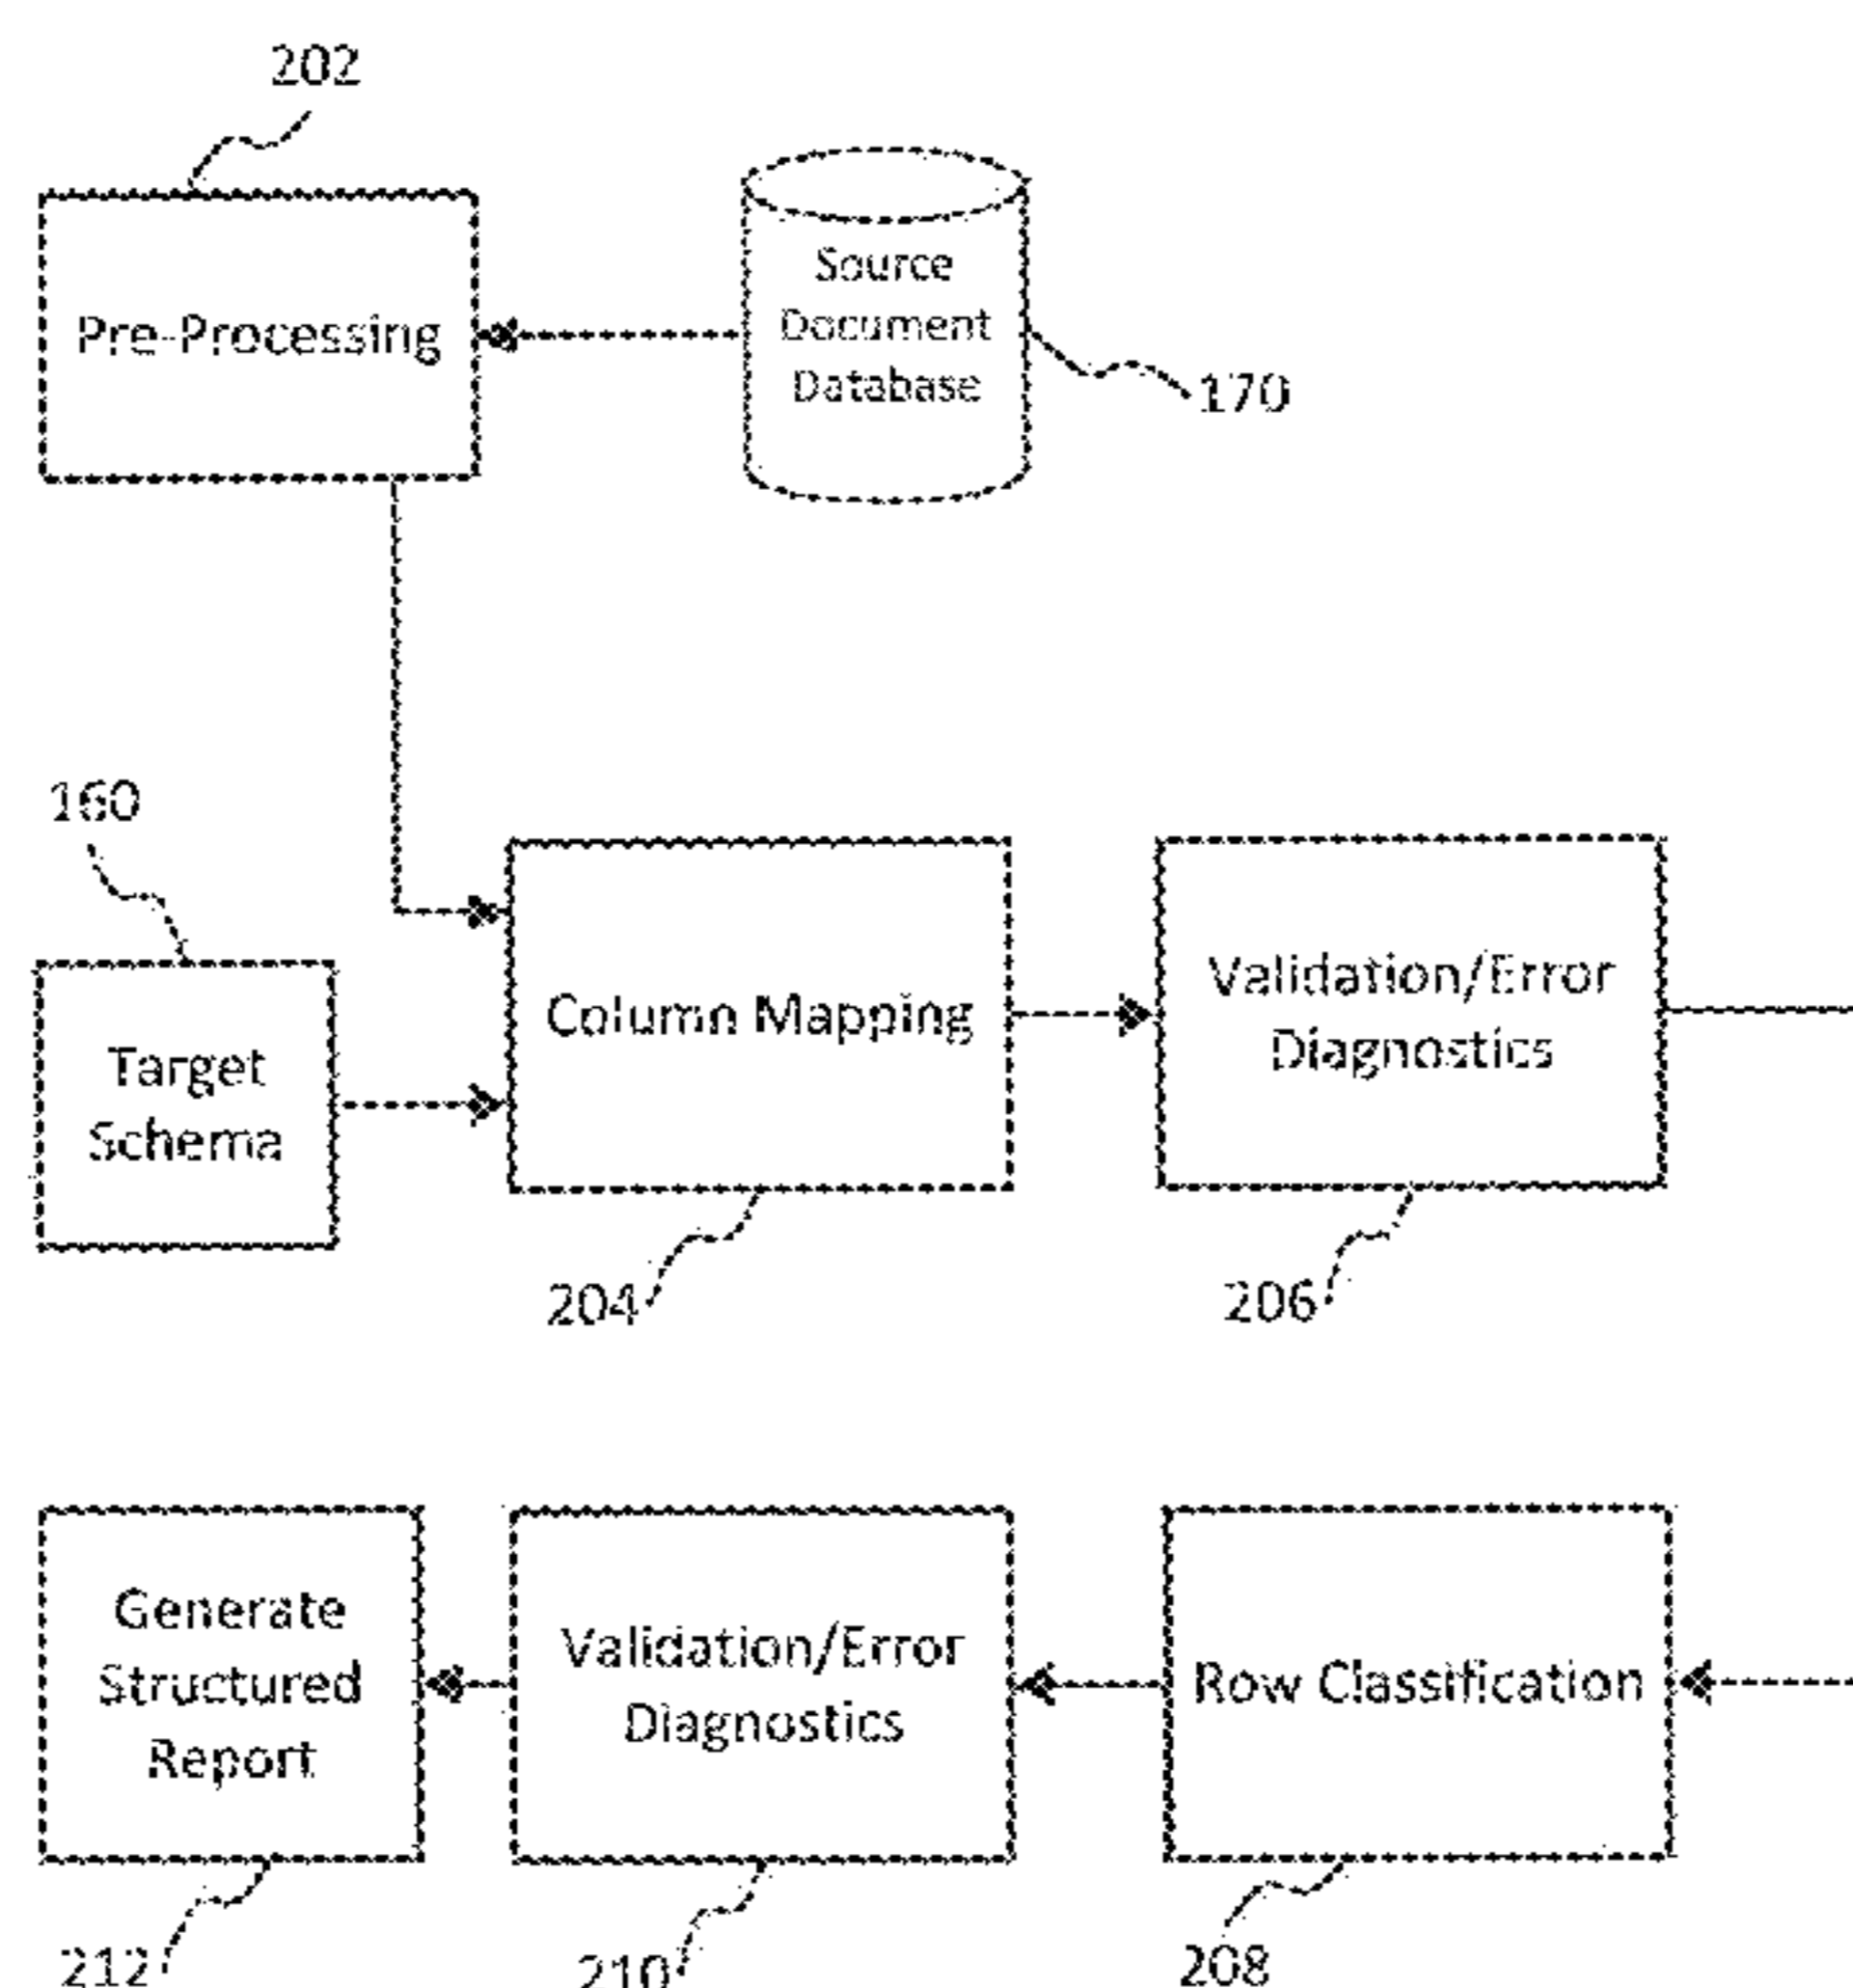 202
Pre-Processing
Source
Document
Database
170
160
Target
Schema
Column Mapping
Validation/Error
Diagnostics
204
206
Generate
Structured
Report
Validation/Error
Diagnostics
Row Classification
212
210
208